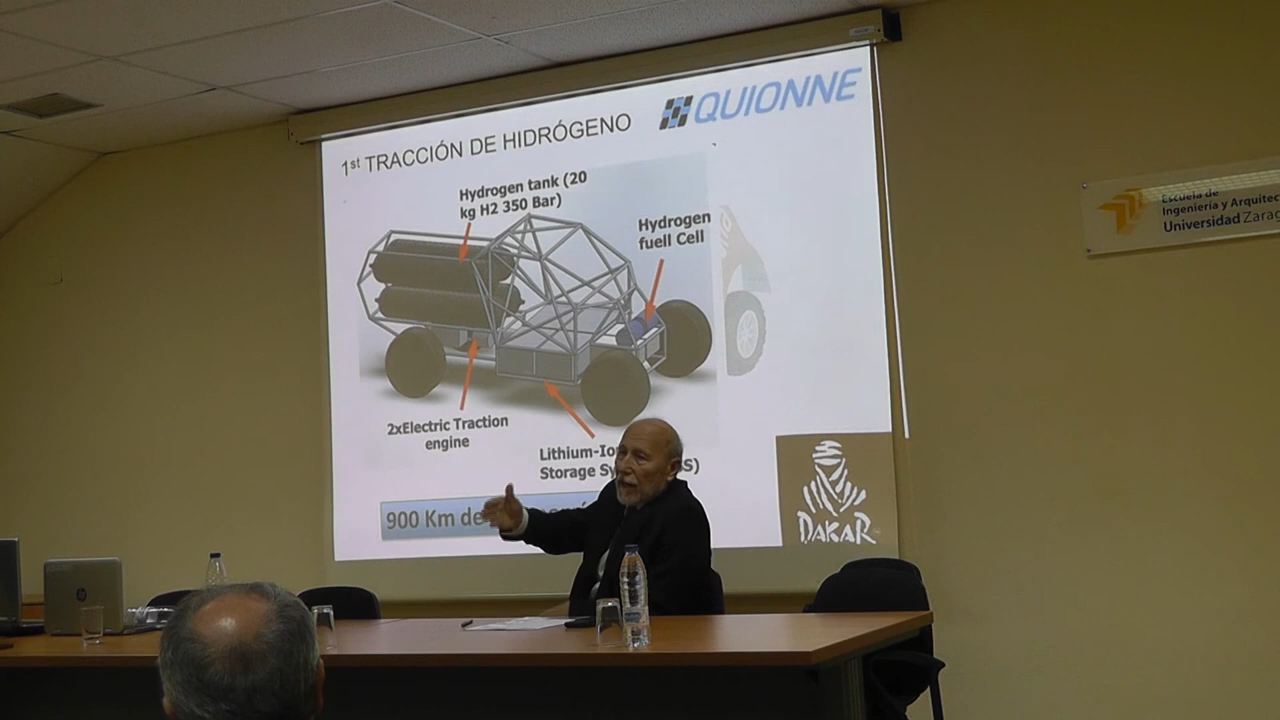 QUIONNE
1st TRACCIÓN DE HIDRÓGENO
Hydrogen tank (20
kg H2 350 Bar)
Hydrogen
fuell Cell
2xElectric Traction
engine
Lithium-Io
Storage Sy S)
900 Km de
DAKAR
Escuela de
Ingeniería y Arquitec
Universidad Zarag
hp